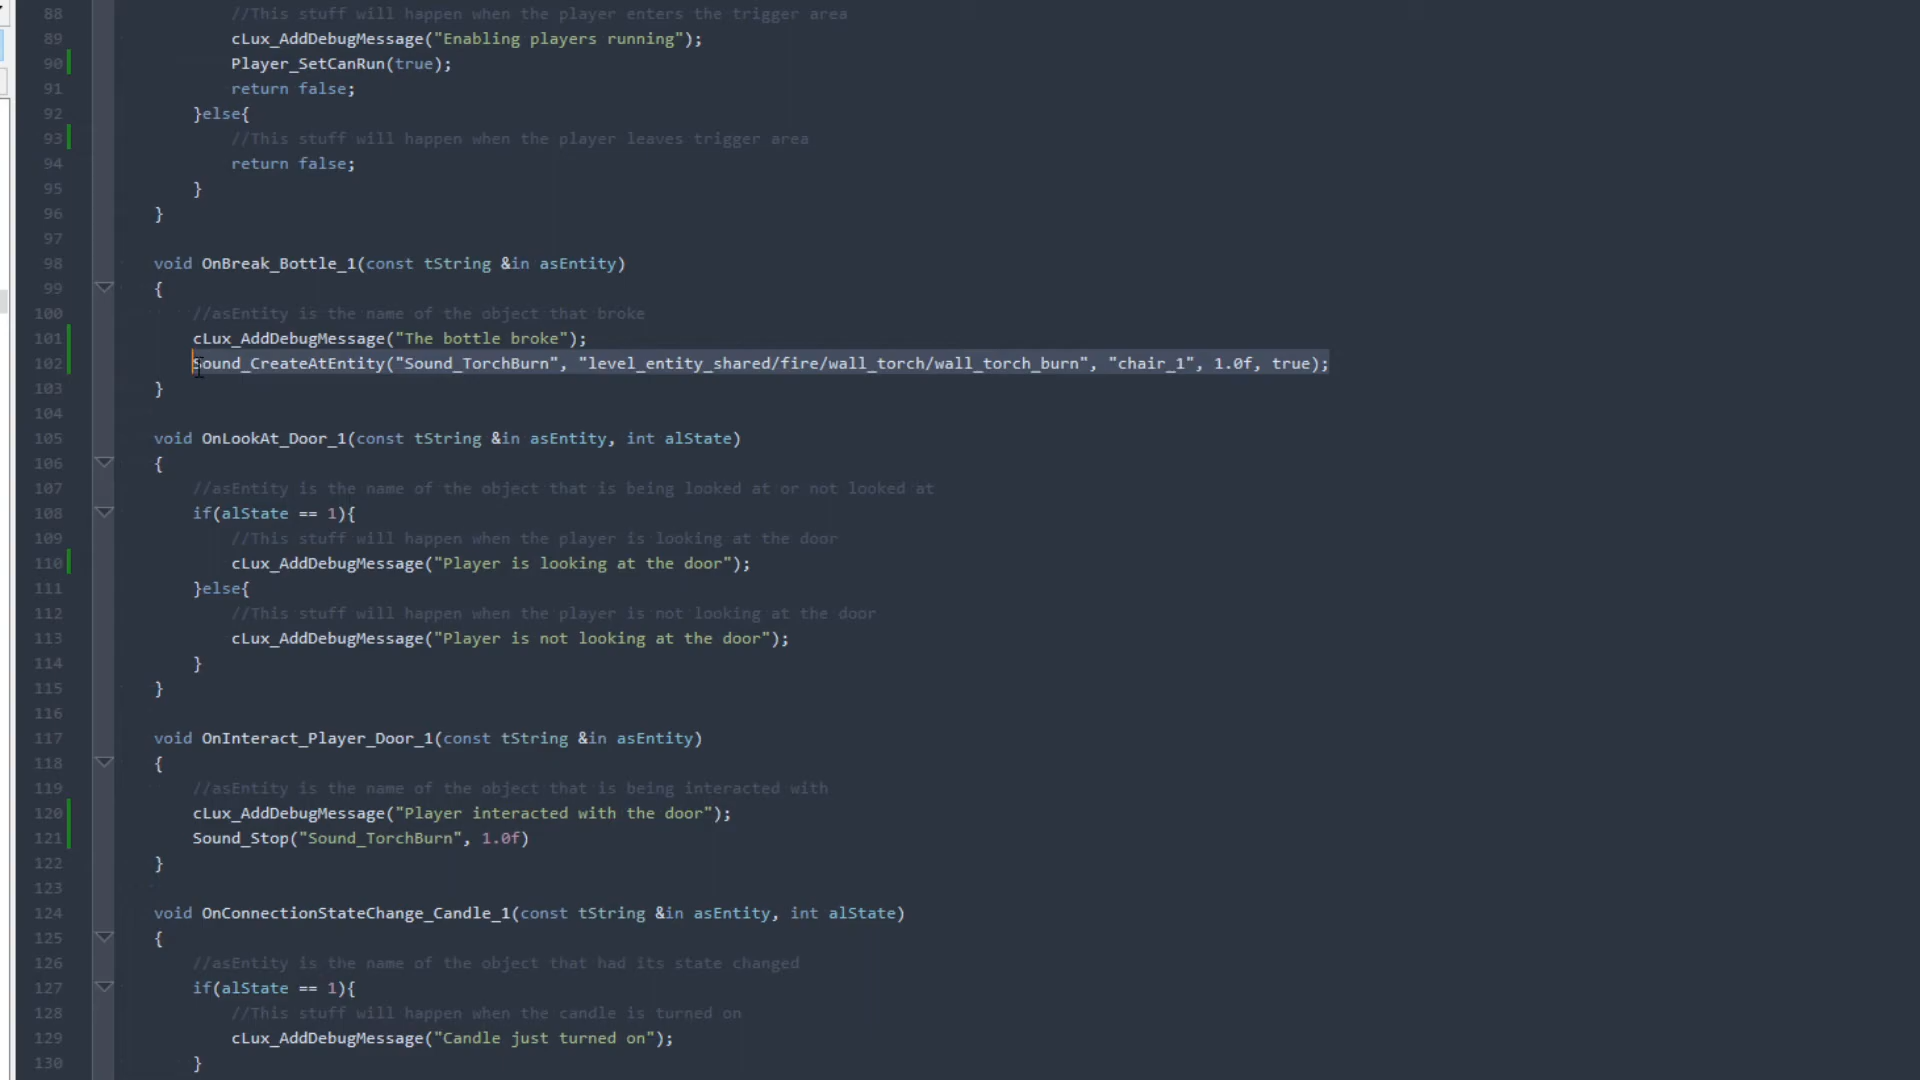 88 //This stuff will happen when the player enters the trigger area
89 cLux_AddDebugMessage("Enabling players running");
90 Player_SetCanRun(true);
91 return false;
92 }else{
93 //This stuff will happen when the player leaves trigger area
94 return false;
95 }
96 }
97
98 void OnBreak_Bottle_1(const tString &in asEntity)
99 {
100 //asEntity is the name of the object that broke
101 cLux_AddDebugMessage("The bottle broke");
102 Sound_CreateAtEntity("Sound_TorchBurn", "level_entity_shared/fire/wall_torch/wall_torch_burn", "chair_1", 1.0f, true);
103 }
104
105 void OnLookAt_Door_1(const tString &in asEntity, int alState)
106 {
107 //asEntity is the name of the object that is being looked at or not looked at
108 if(alState == 1){
109 //This stuff will happen when the player is looking at the door
110 cLux_AddDebugMessage("Player is looking at the door");
111 }else{
112 //This stuff will happen when the player is not looking at the door
113 cLux_AddDebugMessage("Player is not looking at the door");
114 }
115 }
116
117 void OnInteract_Player_Door_1(const tString &in asEntity)
118 {
119 //asEntity is the name of the object that is being interacted with
120 cLux_AddDebugMessage("Player interacted with the door");
121 Sound_Stop("Sound_TorchBurn", 1.0f)
122 }
123
124 void OnConnectionStateChange_Candle_1(const tString &in asEntity, int alState)
125 {
126 //asEntity is the name of the object that had its state changed
127 if(alState == 1){
128 //This stuff will happen when the candle is turned on
129 cLux_AddDebugMessage("Candle just turned on");
130 }